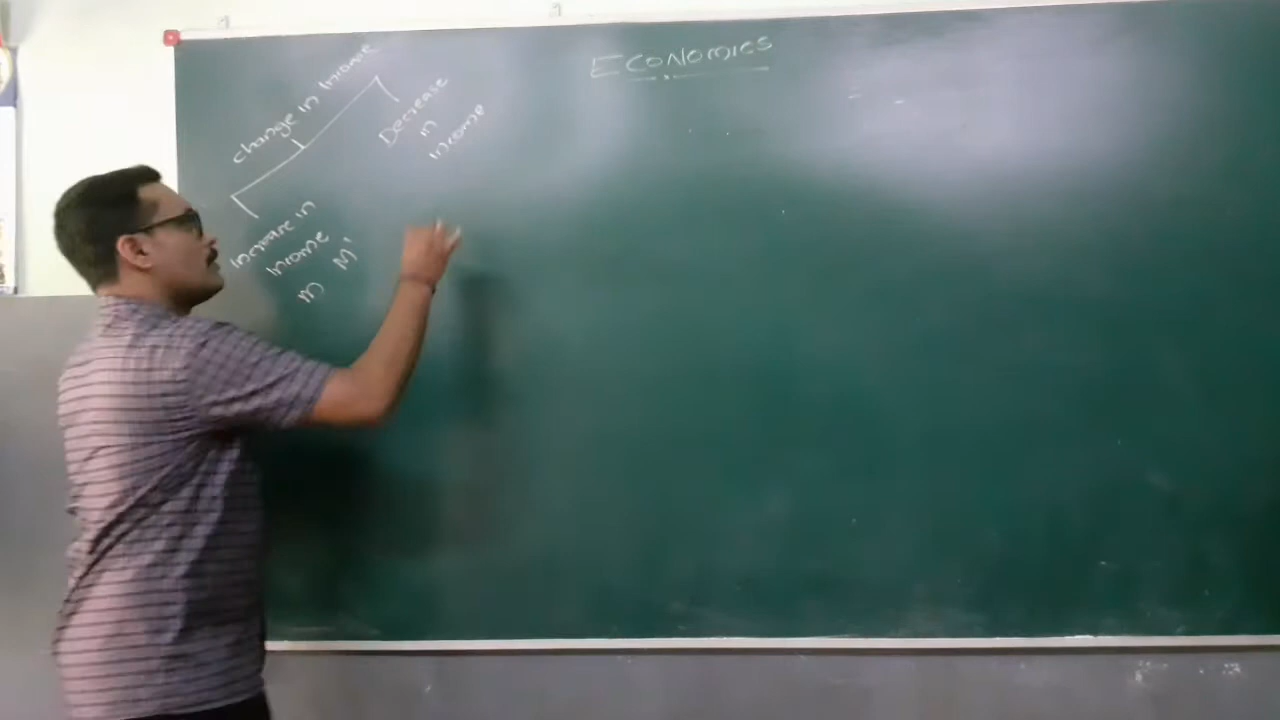 ECONOMICS
change in Income
Decrease
in
Income
Increase in
Income
m M'